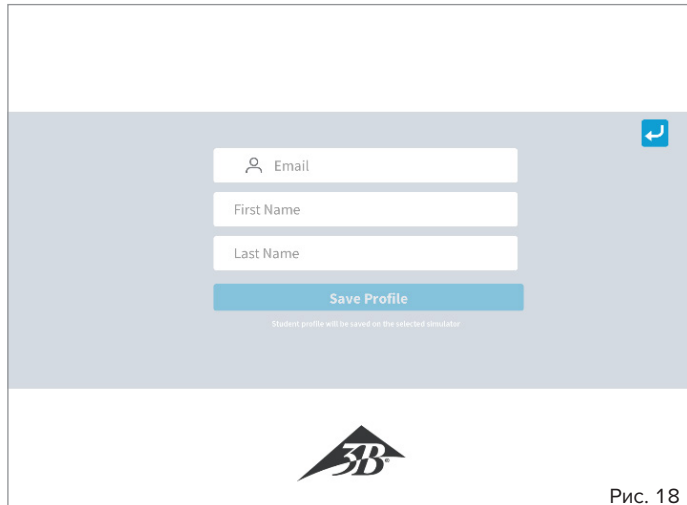 Email
First Name
Last Name
Save Profile
Student profile will be saved on the selected simulator
3B®
Рис. 18